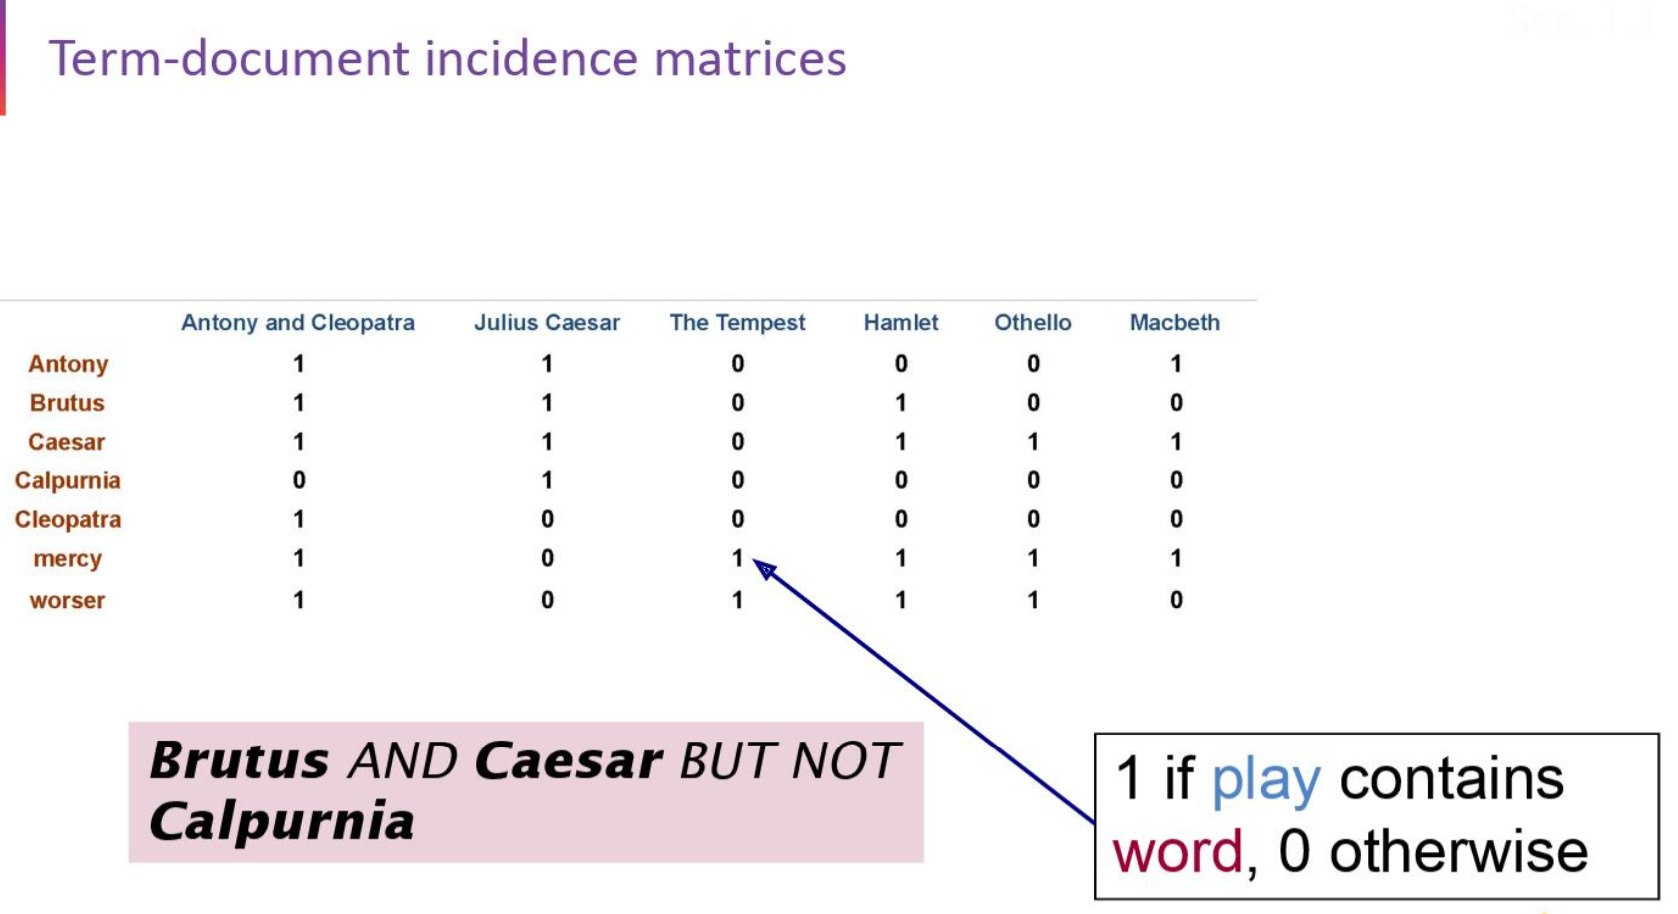 Term-document incidence matrices
Antony and Cleopatra Julius Caesar The Tempest Hamlet Othello Macbeth
Antony 1 1 0 0 0 1
Brutus 1 1 0 1 0 0
Caesar 1 1 0 1 1 1
Calpurnia 0 1 0 0 0 0
Cleopatra 1 0 0 0 0 0
mercy 1 0 1 1 1 1
worser 1 0 1 1 1 0
Brutus AND Caesar BUT NOT
Calpurnia
1 if play contains
word, 0 otherwise